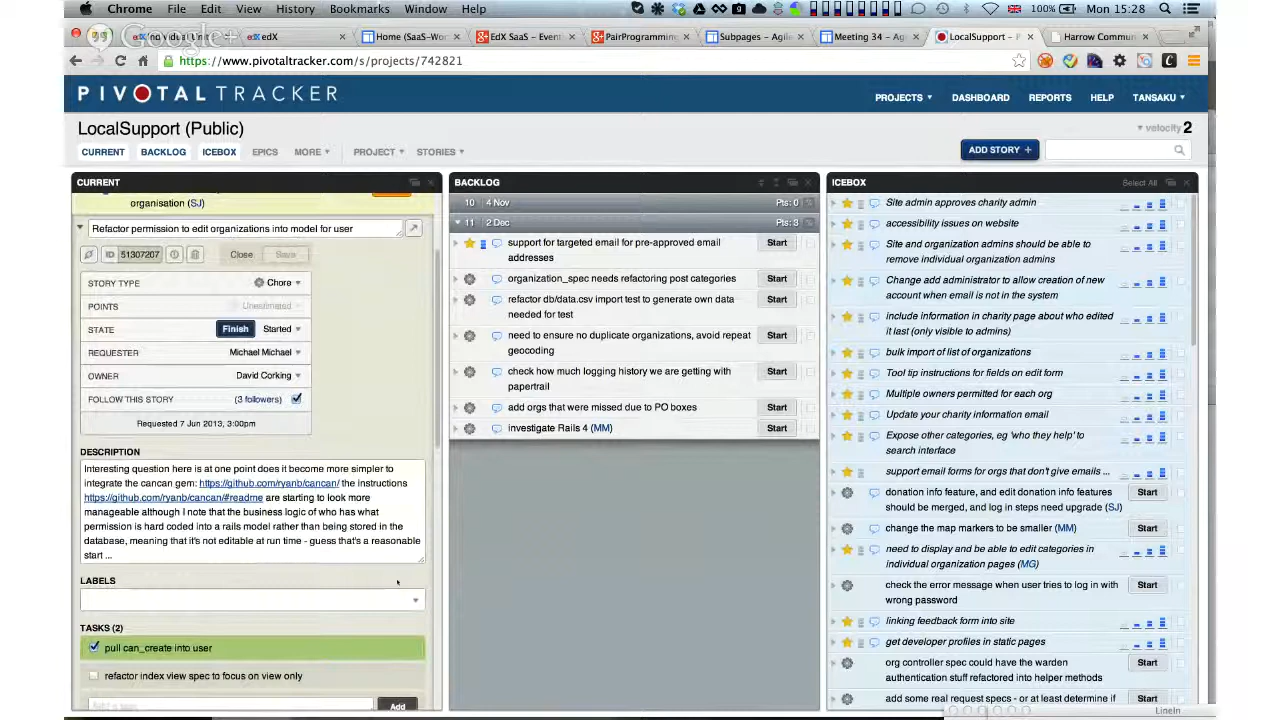 Chrome File Edit View History Bookmarks Window Help 100% Mon 15:28
Google+
edX
Home (SaaS-Wor
EdX SaaS – Event
PairProgramming
Subpages – Agile
Meeting 34 – Ag
LocalSupport – P
Harrow Commun
https://www.pivotaltracker.com/s/projects/742821
PIVOTAL TRACKER
PROJECTS DASHBOARD REPORTS HELP TANSAKU
LocalSupport (Public)
velocity 2
CURRENT BACKLOG ICEBOX EPICS MORE PROJECT STORIES
ADD STORY +
CURRENT
organisation (SJ)
Refactor permission to edit organizations into model for user
ID 51307207 Close Save
STORY TYPE Chore
POINTS Unestimated
STATE Finish Started
REQUESTER Michael Michael
OWNER David Corking
FOLLOW THIS STORY (3 followers)
Requested 7 Jun 2013, 3:00pm
DESCRIPTION
Interesting question here is at one point does it become more simpler to
integrate the cancan gem: https://github.com/ryanb/cancan/ the instructions
https://github.com/ryanb/cancan/#readme are starting to look more
manageable although I note that the business logic of who has what
permission is hard coded into a rails model rather than being stored in the
database, meaning that it's not editable at run time - guess that's a reasonable
start ...
LABELS
TASKS (2)
pull can_create into user
refactor index view spec to focus on view only
Add
BACKLOG
10 4 Nov Pts: 0
11 2 Dec Pts: 3
support for targeted email for pre-approved email
addresses
Start
organization_spec needs refactoring post categories
Start
refactor db/data.csv import test to generate own data
needed for test
Start
need to ensure no duplicate organizations, avoid repeat
geocoding
Start
check how much logging history we are getting with
papertrail
Start
add orgs that were missed due to PO boxes
Start
investigate Rails 4 (MM)
Start
ICEBOX Select All
Site admin approves charity admin
accessibility issues on website
Site and organization admins should be able to
remove individual organization admins
Change add administrator to allow creation of new
account when email is not in the system
include information in charity page about who edited
it last (only visible to admins)
bulk import of list of organizations
Tool tip instructions for fields on edit form
Multiple owners permitted for each org
Update your charity information email
Expose other categories, eg 'who they help' to
search interface
support email forms for orgs that don't give emails ...
donation info feature, and edit donation info features
should be merged, and log in steps need upgrade (SJ)
Start
change the map markers to be smaller (MM)
Start
need to display and be able to edit categories in
individual organization pages (MG)
check the error message when user tries to log in with
wrong password
Start
linking feedback form into site
get developer profiles in static pages
org controller spec could have the warden
authentication stuff refactored into helper methods
Start
add some real request specs - or at least determine if
Start
LineIn